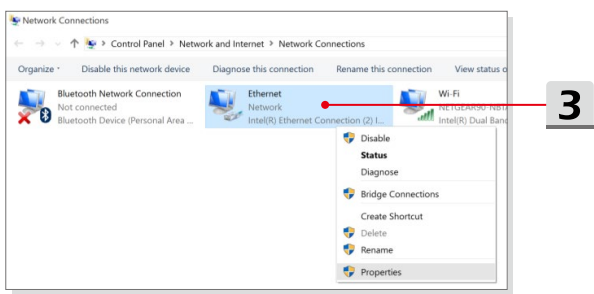 Network Connections
Control Panel > Network and Internet > Network Connections
Organize Disable this network device Diagnose this connection Rename this connection View status o
Bluetooth Network Connection
Not connected
Bluetooth Device (Personal Area ...
Ethernet
Network
Intel(R) Ethernet Connection (2) I...
Wi-Fi
NETGEAR90-NBTA
Intel(R) Dual Band
3
Disable
Status
Diagnose
Bridge Connections
Create Shortcut
Delete
Rename
Properties